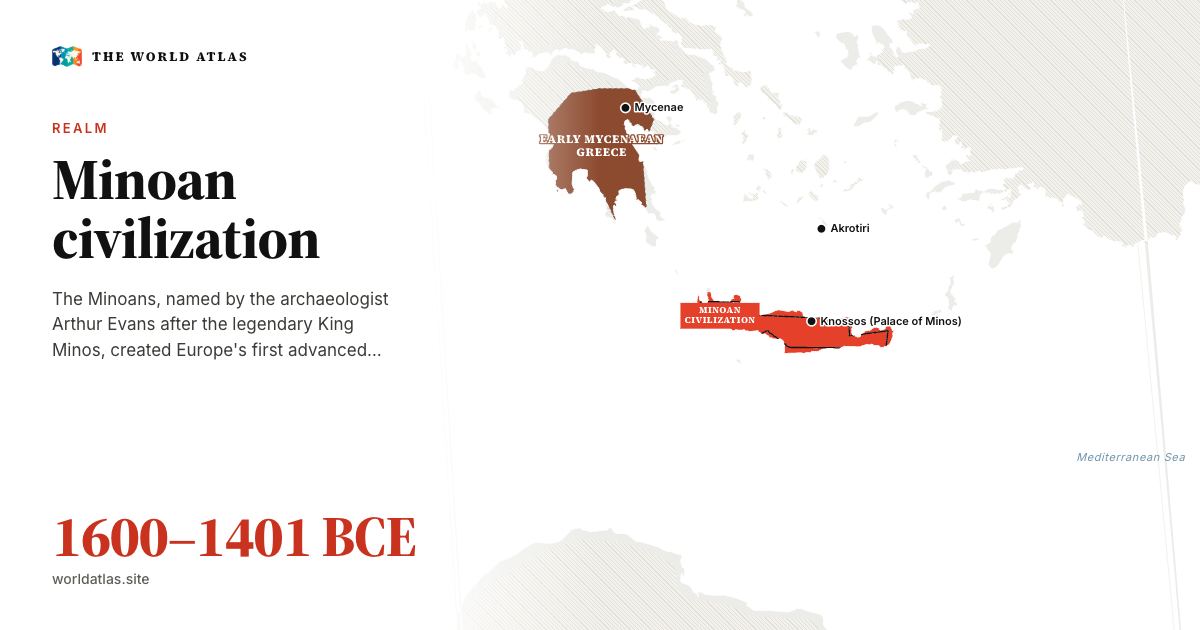 THE WORLD ATLAS
REALM
Minoan
civilization
The Minoans, named by the archaeologist
Arthur Evans after the legendary King
Minos, created Europe's first advanced...
1600–1401 BCE
worldatlas.site
Mycenae
EARLY MYCENAEAN
GREECE
Akrotiri
MINOAN
CIVILIZATION
Knossos (Palace of Minos)
Mediterranean Sea